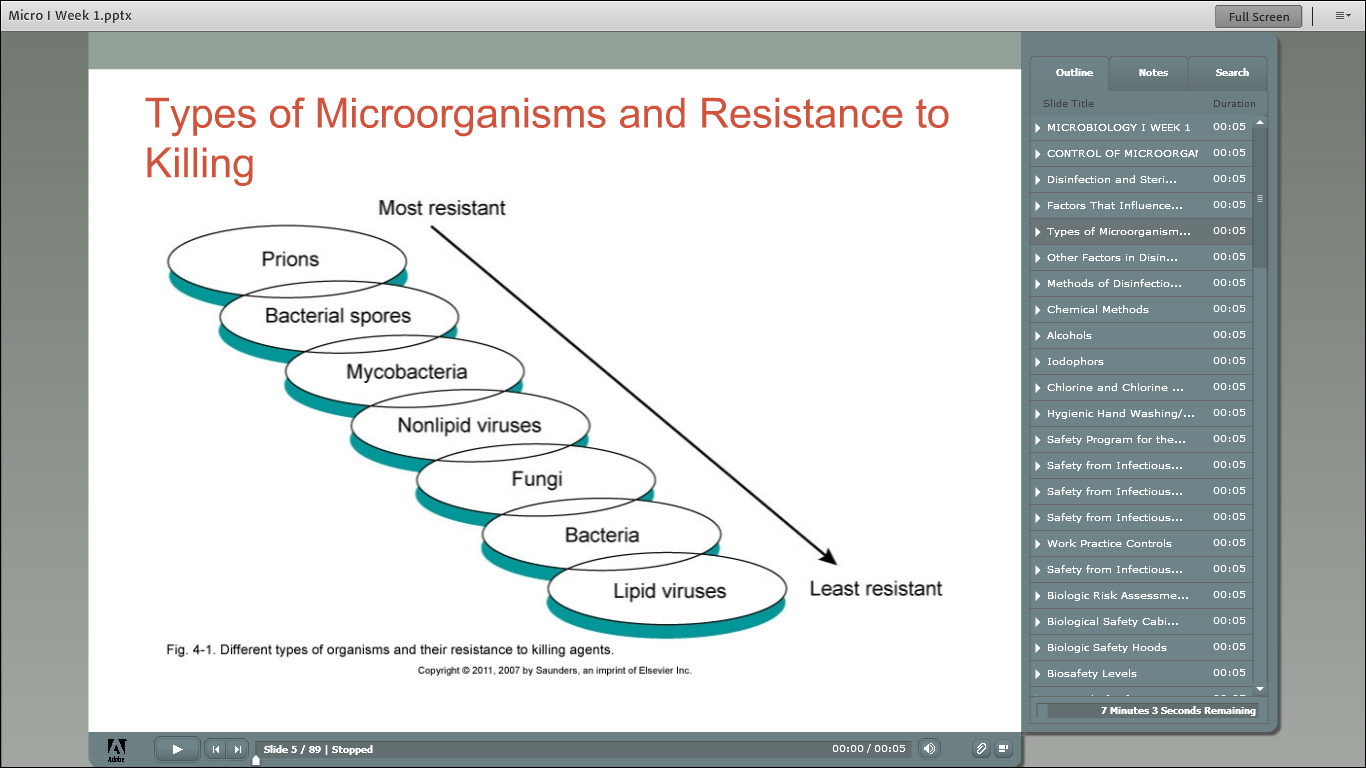 Micro I Week 1.pptx
Full Screen
Types of Microorganisms and Resistance to
Killing
Most resistant
Prions
Bacterial spores
Mycobacteria
Nonlipid viruses
Fungi
Bacteria
Lipid viruses
Least resistant
Fig. 4-1. Different types of organisms and their resistance to killing agents.
Copyright © 2011, 2007 by Saunders, an imprint of Elsevier Inc.
Outline Notes Search
Slide Title Duration
MICROBIOLOGY I WEEK 1 00:05
CONTROL OF MICROORGAN 00:05
Disinfection and Steri... 00:05
Factors That Influence... 00:05
Types of Microorganism... 00:05
Other Factors in Disin... 00:05
Methods of Disinfectio... 00:05
Chemical Methods 00:05
Alcohols 00:05
Iodophors 00:05
Chlorine and Chlorine ... 00:05
Hygienic Hand Washing/... 00:05
Safety Program for the... 00:05
Safety from Infectious... 00:05
Safety from Infectious... 00:05
Safety from Infectious... 00:05
Work Practice Controls 00:05
Safety from Infectious... 00:05
Biologic Risk Assessme... 00:05
Biological Safety Cabi... 00:05
Biologic Safety Hoods 00:05
Biosafety Levels 00:05
7 Minutes 3 Seconds Remaining
Adobe
Slide 5 / 89 | Stopped
00:00 / 00:05